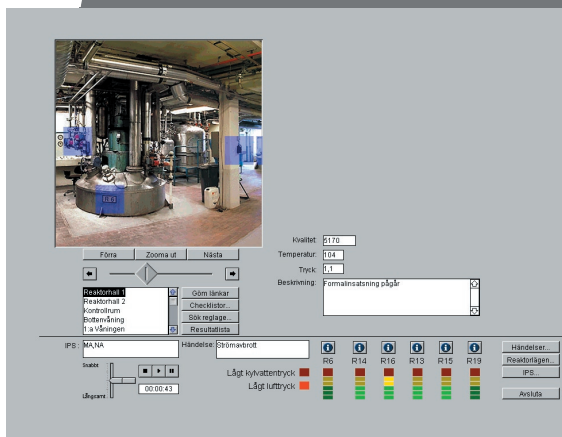 Förra Zooma ut Nästa
Reaktorhall 1
Reaktorhall 2
Kontrollrum
Bottenvåning
1:a Våningen
Göm länkar
Checklistor...
Sök reglage...
Resultatlista
Kvalitet: 5170
Temperatur: 104
Tryck: 1,1
Beskrivning: Formalinsatsning pågår
IPS: MA,NA
Händelse: Strömavbrott
Snabbt
Långsamt
00:00:43
R6 R14 R16 R13 R15 R19
Lågt kylvattentryck
Lågt lufttryck
Händelser...
Reaktorlägen...
IPS...
Avsluta